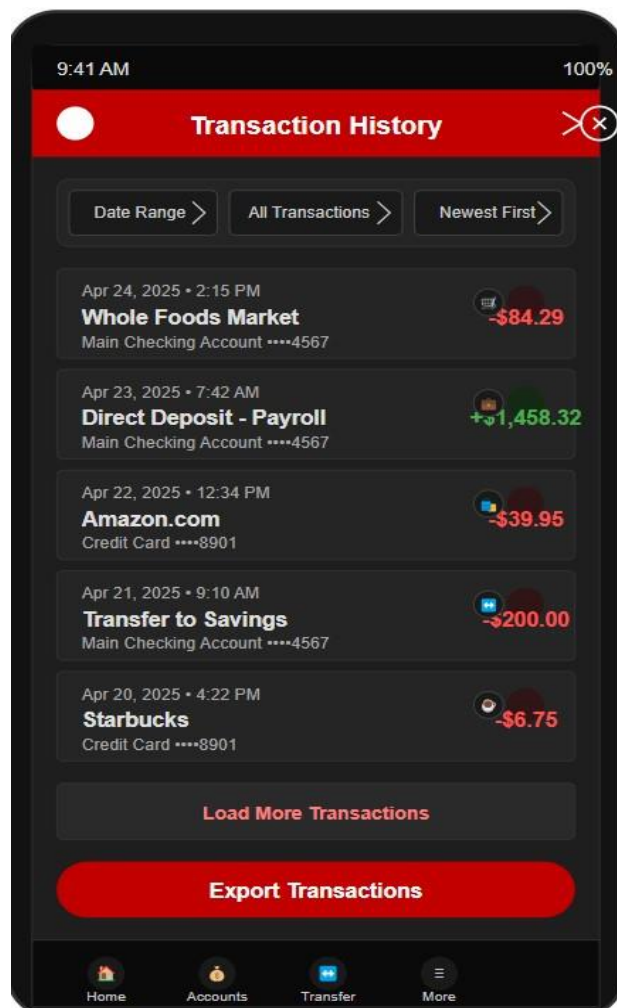 9:41 AM 100%
Transaction History
Date Range All Transactions Newest First
Apr 24, 2025 • 2:15 PM
Whole Foods Market
-$84.29
Main Checking Account ••••4567
Apr 23, 2025 • 7:42 AM
Direct Deposit - Payroll
+$1,458.32
Main Checking Account ••••4567
Apr 22, 2025 • 12:34 PM
Amazon.com
-$39.95
Credit Card ••••8901
Apr 21, 2025 • 9:10 AM
Transfer to Savings
-$200.00
Main Checking Account ••••4567
Apr 20, 2025 • 4:22 PM
Starbucks
-$6.75
Credit Card ••••8901
Load More Transactions
Export Transactions
Home Accounts Transfer More